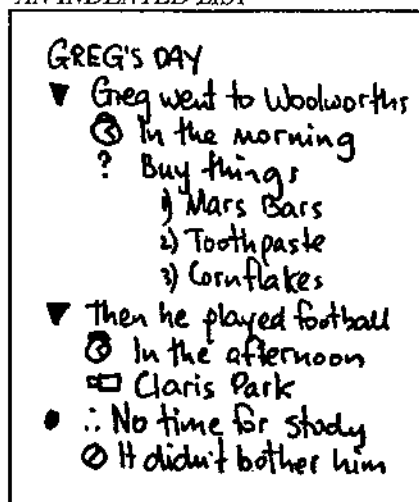 AN INDENTED LIST
GREG'S DAY
▼ Greg went to Woolworths
In the morning
? Buy things
1) Mars Bars
2) Toothpaste
3) Cornflakes
▼ Then he played football
In the afternoon
Claris Park
● ∴ No time for study
It didn't bother him